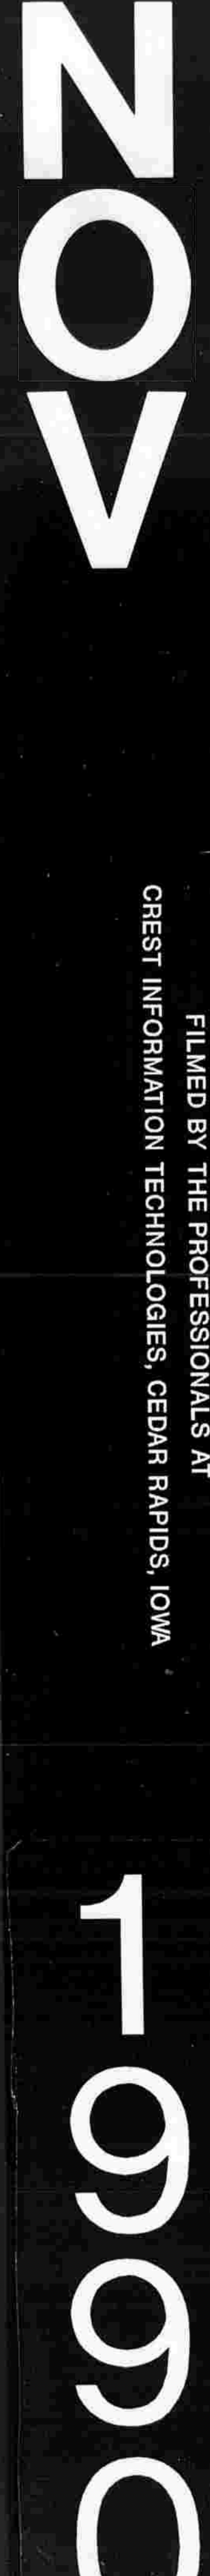 NOV
FILMED BY THE PROFESSIONALS AT
CREST INFORMATION TECHNOLOGIES, CEDAR RAPIDS, IOWA
1990